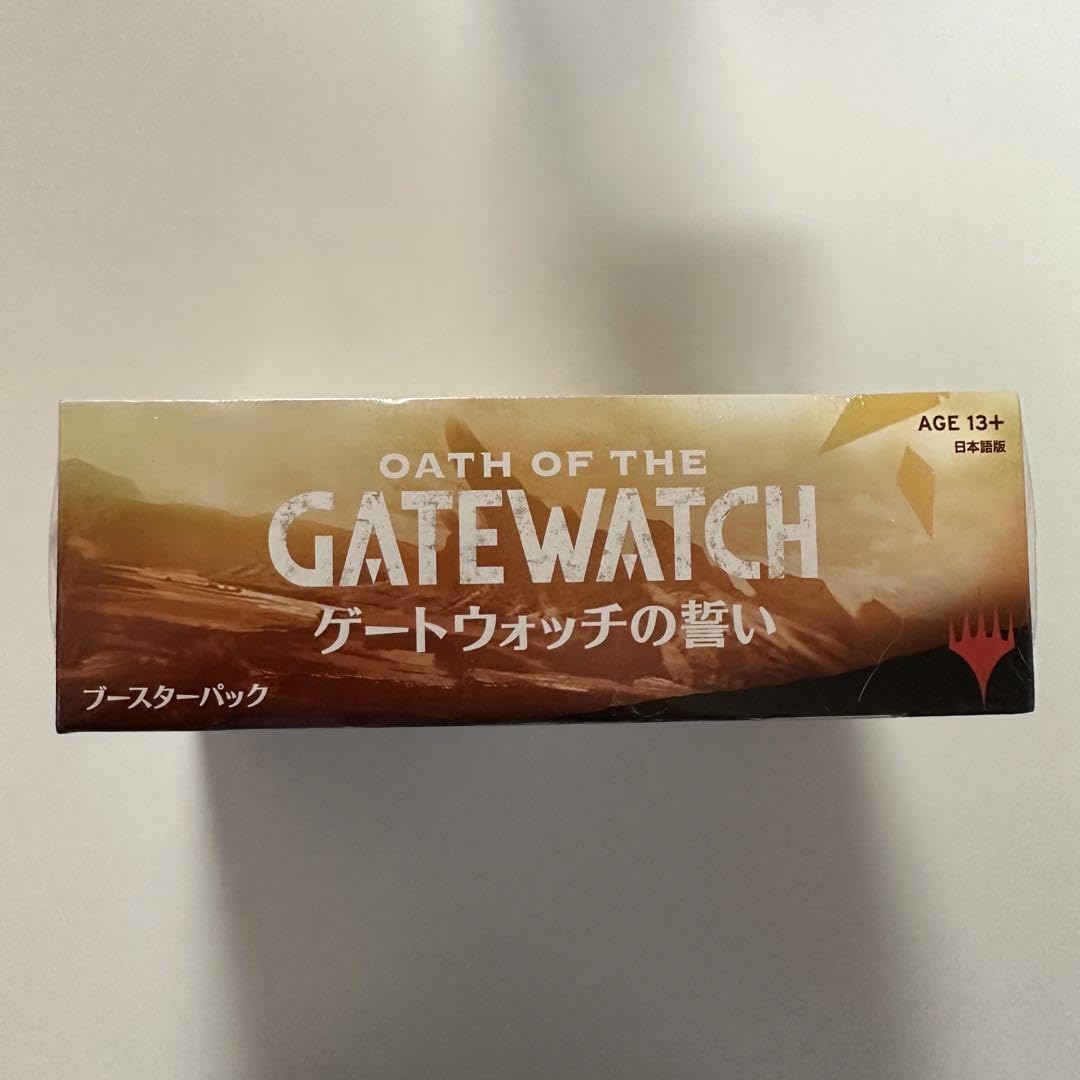 AGE 13+
日本語版
OATH OF THE
GATEWATCH
ゲートウォッチの誓い
ブースターパック